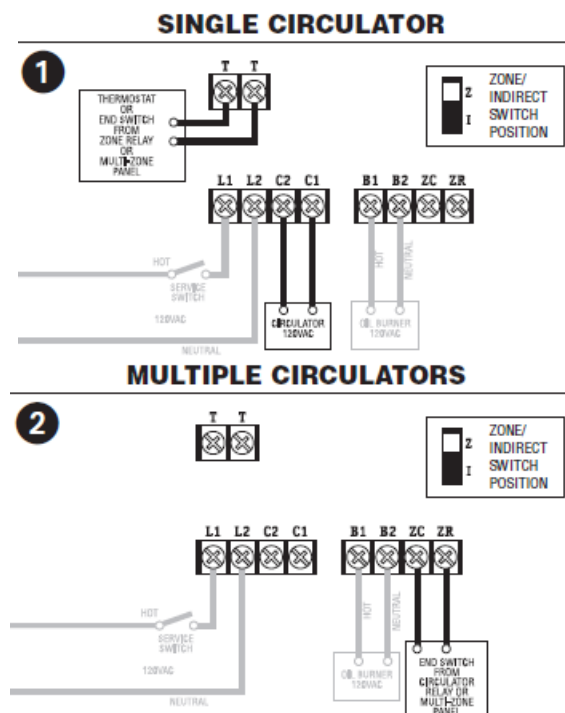 SINGLE CIRCULATOR
1
T T
THERMOSTAT
OR
END SWITCH
FROM
ZONE RELAY
OR
MULTI-ZONE
PANEL
Z
I
ZONE/
INDIRECT
SWITCH
POSITION
L1 L2 C2 C1
B1 B2 ZC ZR
HOT
SERVICE
SWITCH
120VAC
NEUTRAL
CIRCULATOR
120VAC
HOT
NEUTRAL
OIL BURNER
120VAC
MULTIPLE CIRCULATORS
2
T T
Z
I
ZONE/
INDIRECT
SWITCH
POSITION
L1 L2 C2 C1
B1 B2 ZC ZR
HOT
SERVICE
SWITCH
120VAC
NEUTRAL
HOT
NEUTRAL
OIL BURNER
120VAC
END SWITCH
FROM
CIRCULATOR
RELAY OR
MULTI-ZONE
PANEL